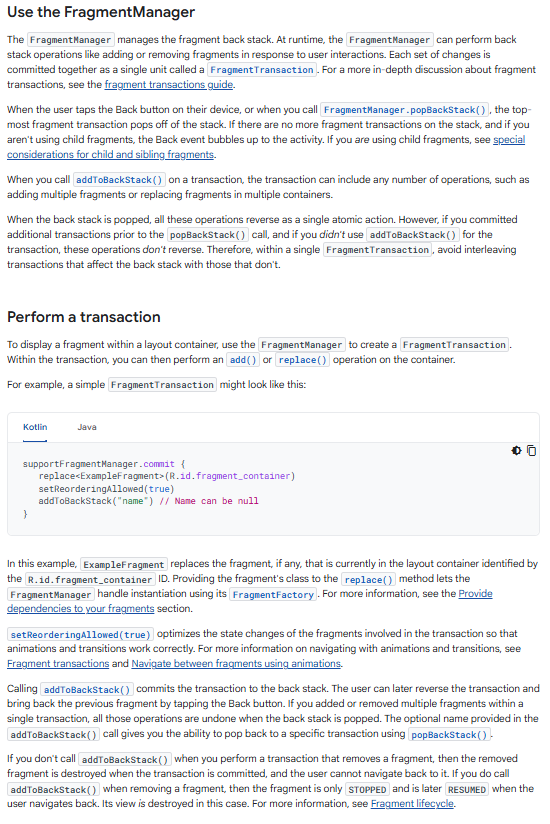 Use the FragmentManager
The FragmentManager manages the fragment back stack. At runtime, the FragmentManager can perform back
stack operations like adding or removing fragments in response to user interactions. Each set of changes is
committed together as a single unit called a FragmentTransaction. For a more in-depth discussion about fragment
transactions, see the fragment transactions guide.
When the user taps the Back button on their device, or when you call FragmentManager.popBackStack(), the top-
most fragment transaction pops off of the stack. If there are no more fragment transactions on the stack, and if you
aren't using child fragments, the Back event bubbles up to the activity. If you are using child fragments, see special
considerations for child and sibling fragments.
When you call addToBackStack() on a transaction, the transaction can include any number of operations, such as
adding multiple fragments or replacing fragments in multiple containers.
When the back stack is popped, all these operations reverse as a single atomic action. However, if you committed
additional transactions prior to the popBackStack() call, and if you didn't use addToBackStack() for the
transaction, these operations don't reverse. Therefore, within a single FragmentTransaction, avoid interleaving
transactions that affect the back stack with those that don't.
Perform a transaction
To display a fragment within a layout container, use the FragmentManager to create a FragmentTransaction.
Within the transaction, you can then perform an add() or replace() operation on the container.
For example, a simple FragmentTransaction might look like this:
Kotlin Java
supportFragmentManager.commit {
replace<ExampleFragment>(R.id.fragment_container)
setReorderingAllowed(true)
addToBackStack("name") // Name can be null
}
In this example, ExampleFragment replaces the fragment, if any, that is currently in the layout container identified by
the R.id.fragment_container ID. Providing the fragment's class to the replace() method lets the
FragmentManager handle instantiation using its FragmentFactory. For more information, see the Provide
dependencies to your fragments section.
setReorderingAllowed(true) optimizes the state changes of the fragments involved in the transaction so that
animations and transitions work correctly. For more information on navigating with animations and transitions, see
Fragment transactions and Navigate between fragments using animations.
Calling addToBackStack() commits the transaction to the back stack. The user can later reverse the transaction and
bring back the previous fragment by tapping the Back button. If you added or removed multiple fragments within a
single transaction, all those operations are undone when the back stack is popped. The optional name provided in the
addToBackStack() call gives you the ability to pop back to a specific transaction using popBackStack().
If you don't call addToBackStack() when you perform a transaction that removes a fragment, then the removed
fragment is destroyed when the transaction is committed, and the user cannot navigate back to it. If you do call
addToBackStack() when removing a fragment, then the fragment is only STOPPED and is later RESUMED when the
user navigates back. Its view is destroyed in this case. For more information, see Fragment lifecycle.